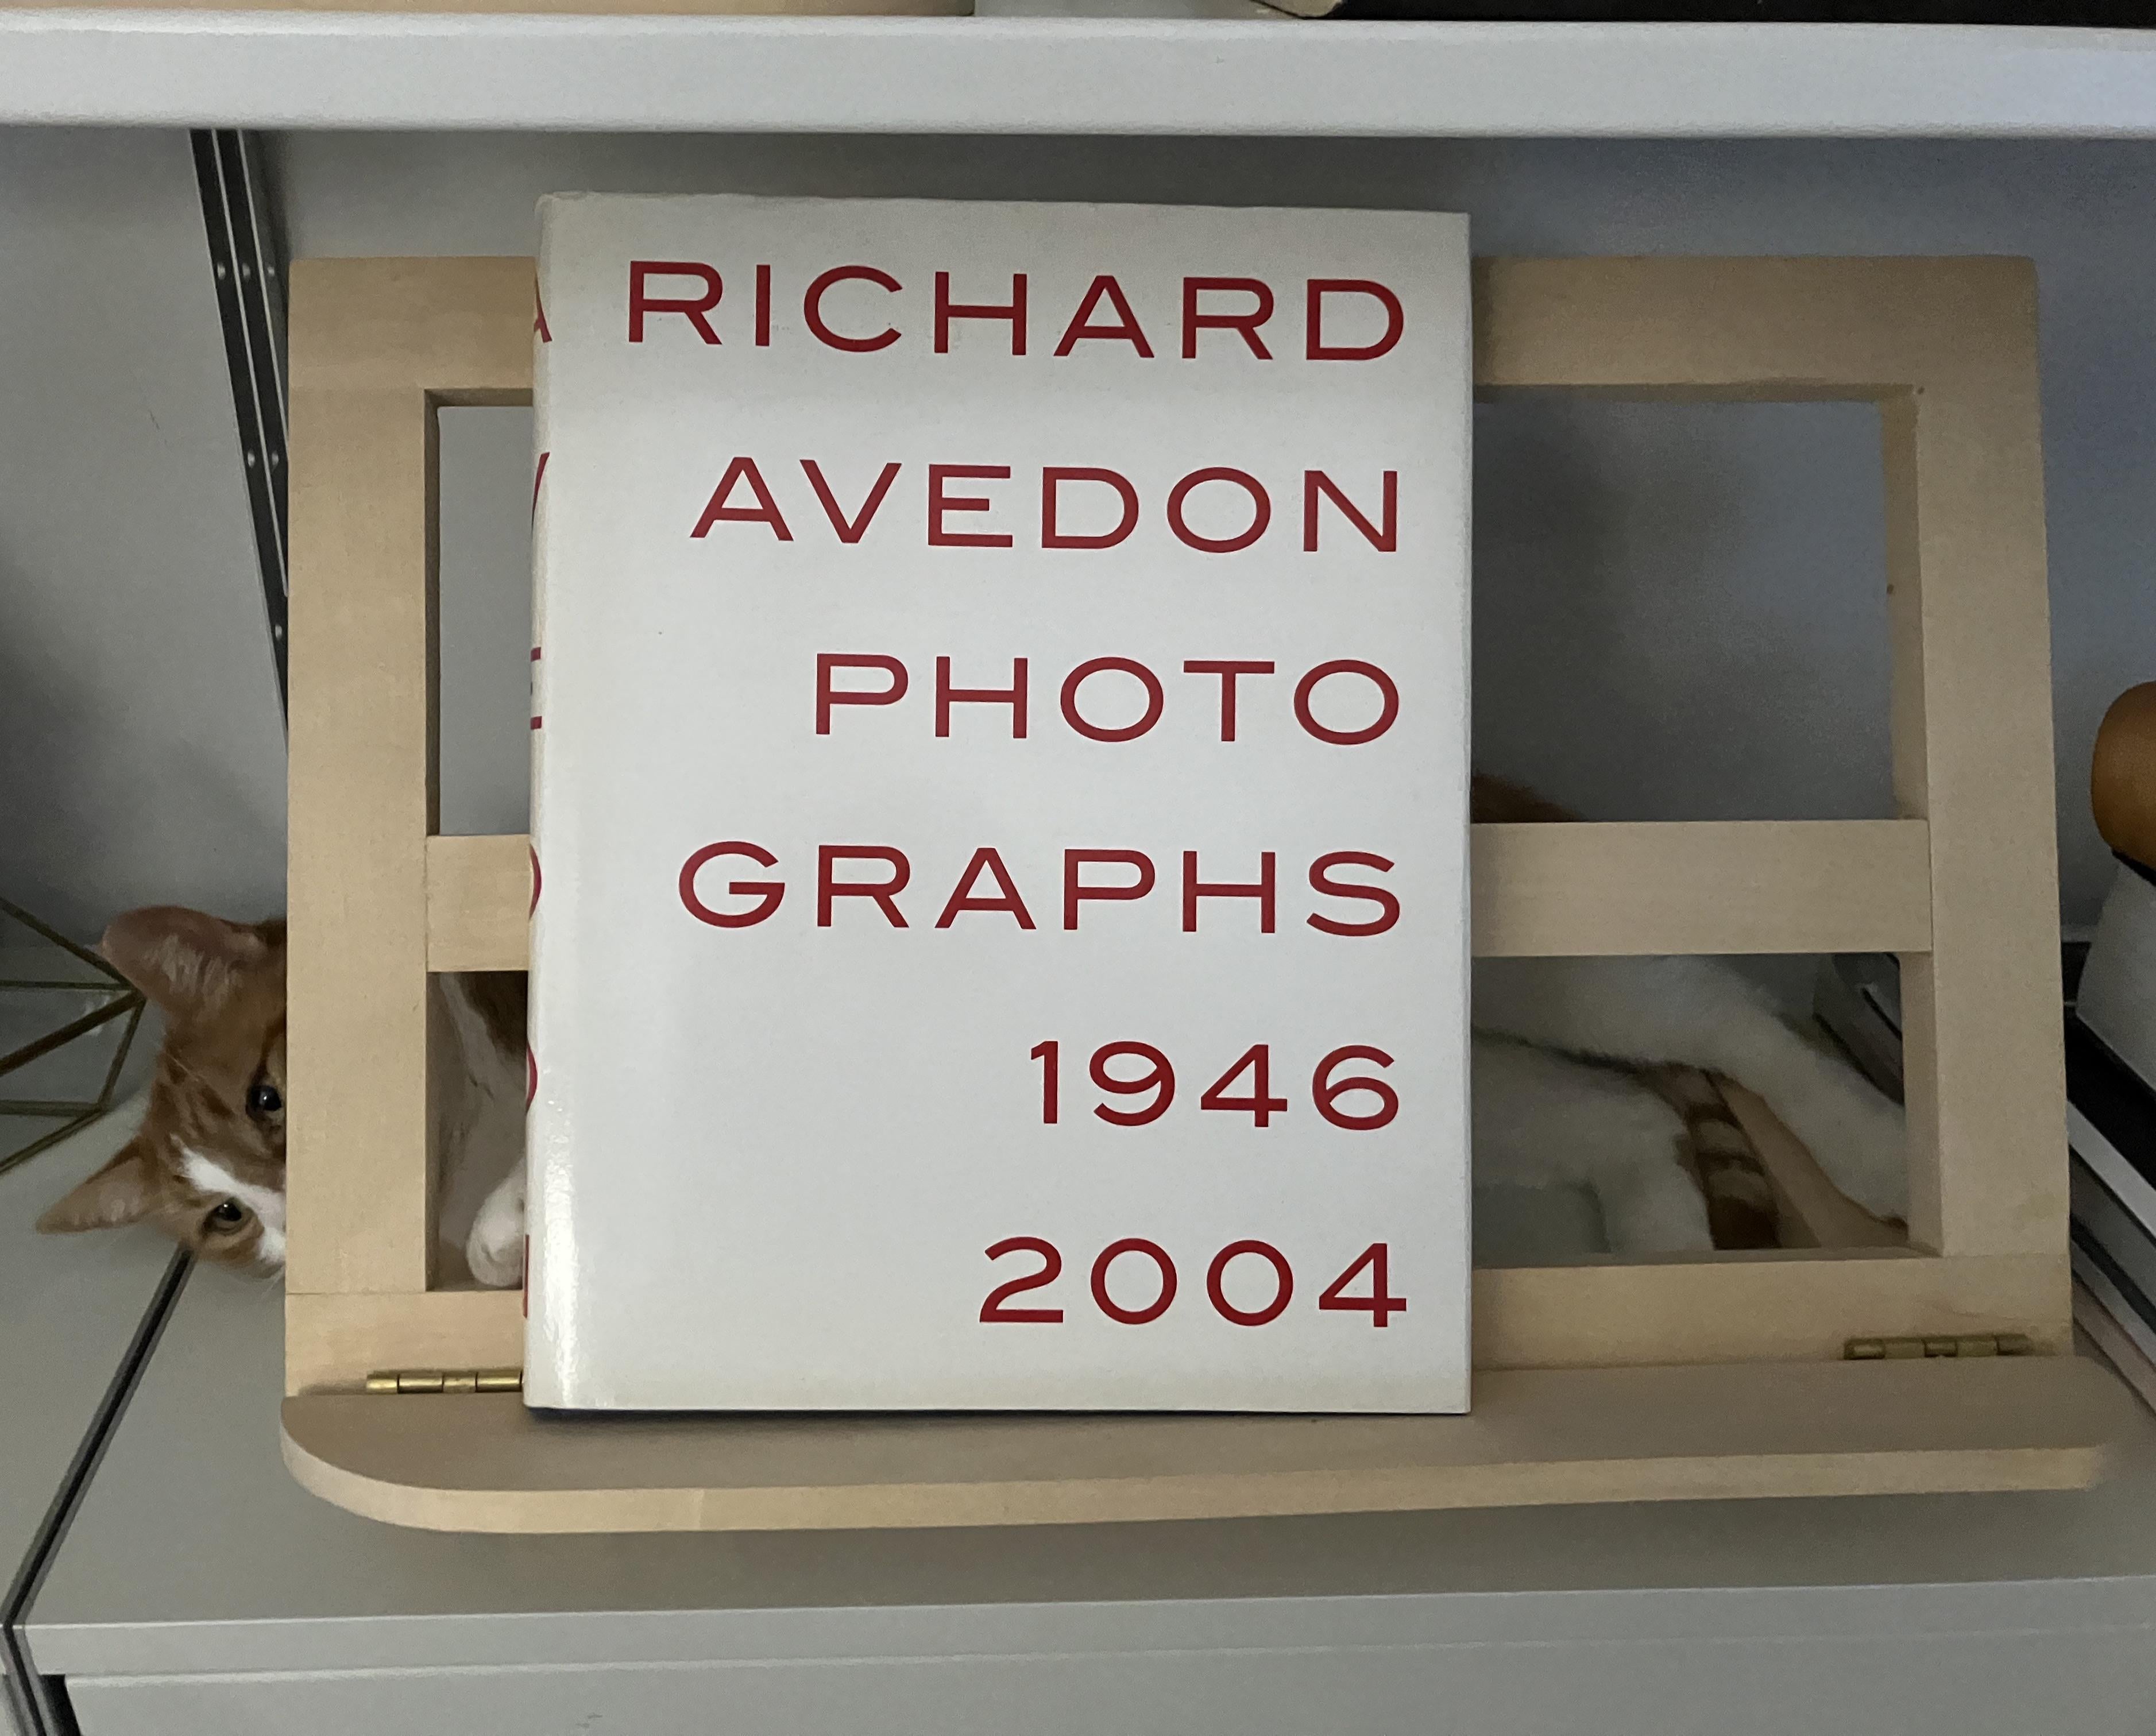 RICHARD
AVEDON
PHOTO
GRAPHS
1946
2004